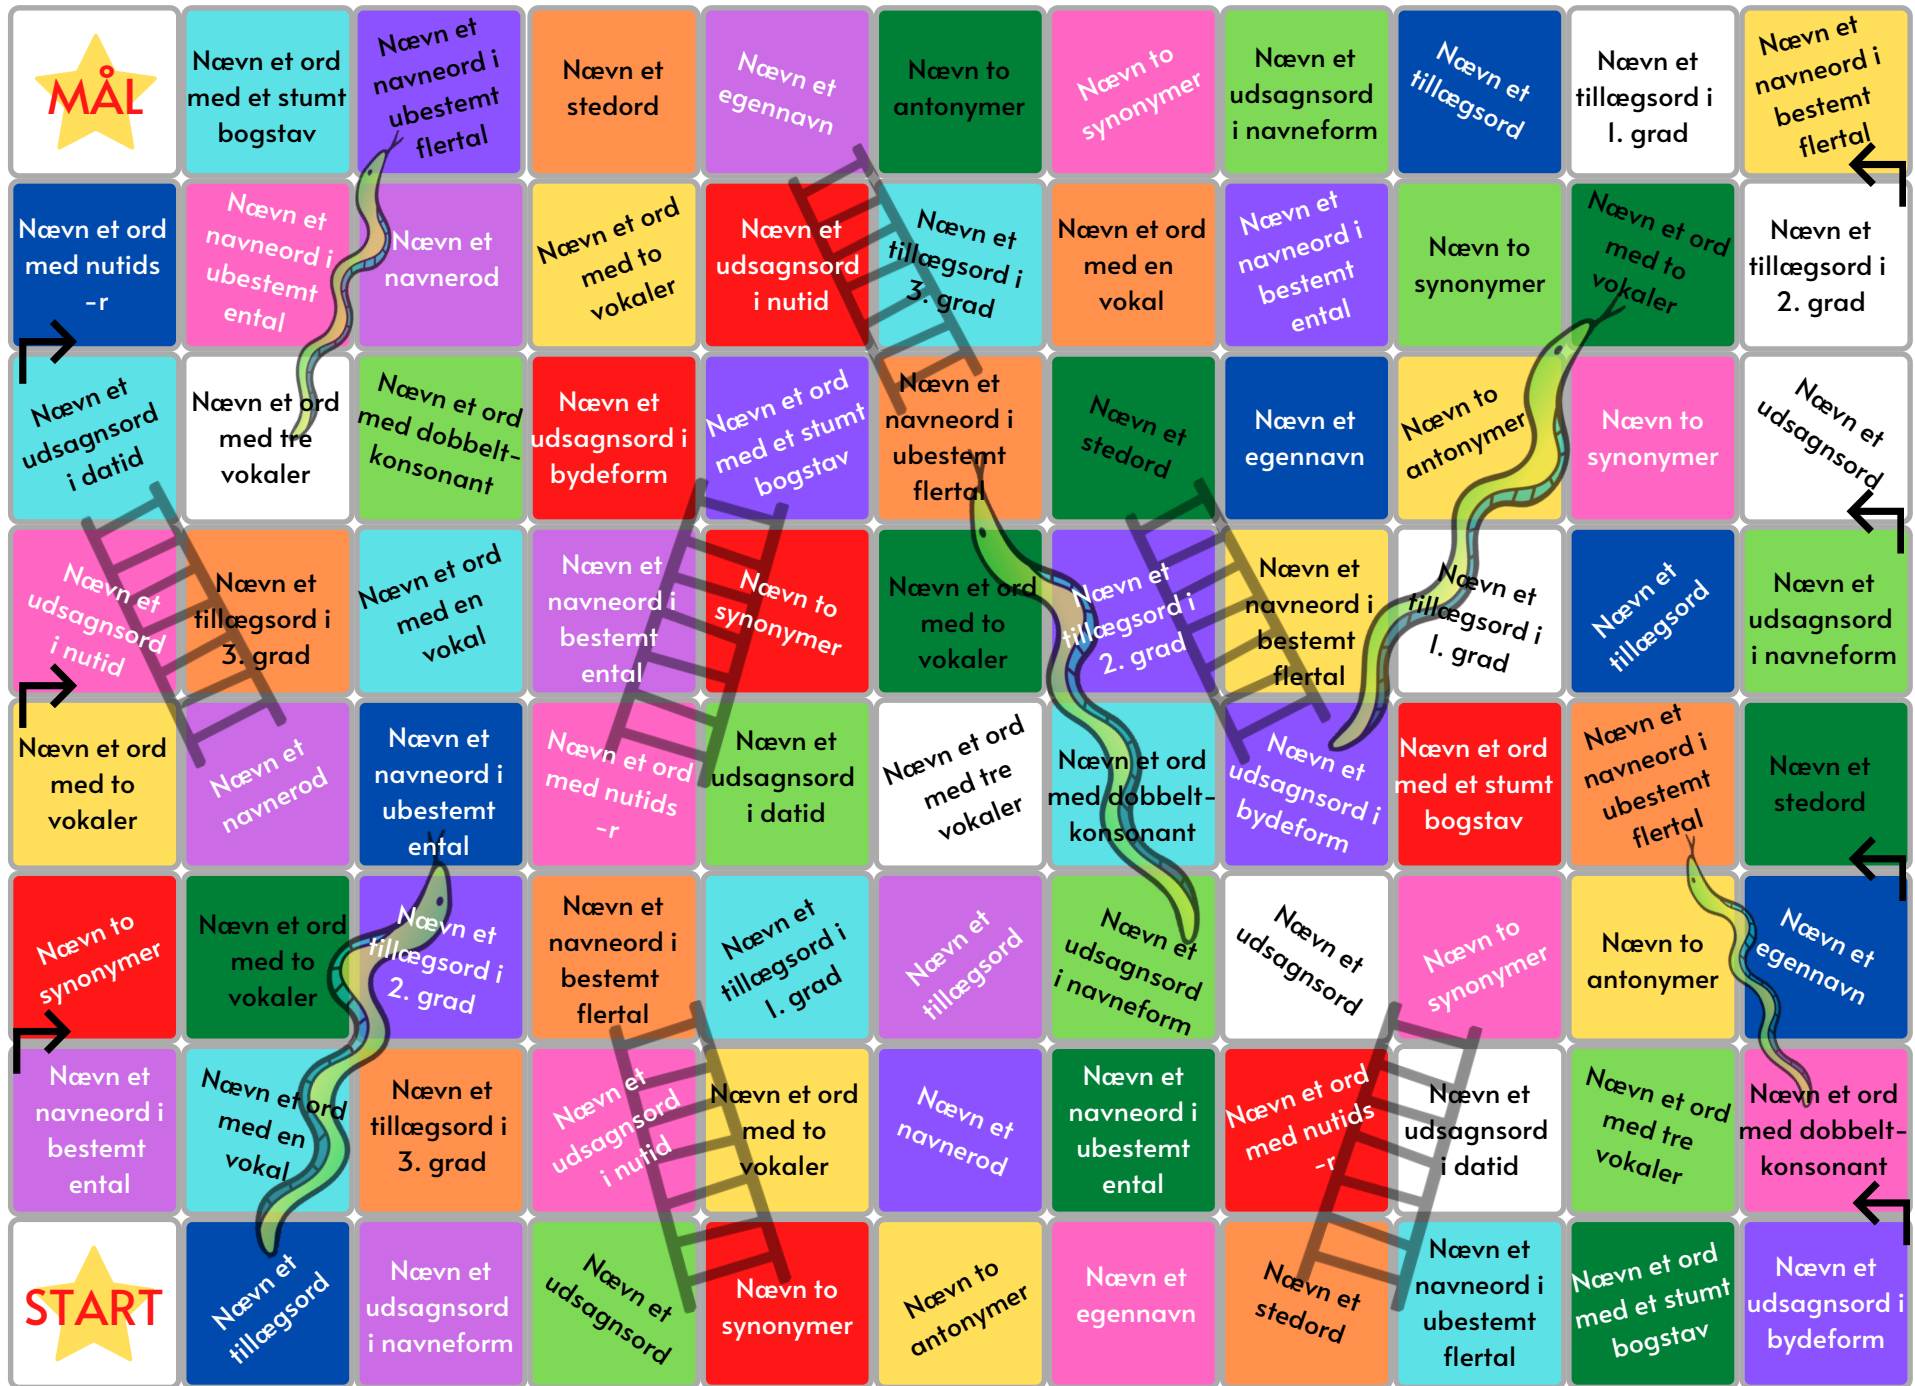 MÅL
Nævn et ord
med et stumt
bogstav
Nævn et
navneord i
ubestemt
flertal
Nævn et
stedord
Nævn et
egennavn
Nævn to
antonymer
Nævn to
synonymer
Nævn et
udsagnsord
i navneform
Nævn et
tillægsord
Nævn et
tillægsord i
1. grad
Nævn et
navneord i
bestemt
flertal
Nævn et ord
med nutids
-r
Nævn et
navneord i
ubestemt
ental
Nævn et
navnerod
Nævn et ord
med to
vokaler
Nævn et
udsagnsord
i nutid
Nævn et
tillægsord i
3. grad
Nævn et ord
med en
vokal
Nævn et
navneord i
bestemt
ental
Nævn to
synonymer
Nævn et ord
med to
vokaler
Nævn et
tillægsord i
2. grad
Nævn et
udsagnsord
i datid
Nævn et ord
med tre
vokaler
Nævn et ord
med dobbelt-
konsonant
Nævn et
udsagnsord i
bydeform
Nævn et ord
med et stumt
bogstav
Nævn et
navneord i
ubestemt
flertal
Nævn et
stedord
Nævn et
egennavn
Nævn to
antonymer
Nævn to
synonymer
Nævn et
udsagnsord
Nævn et
udsagnsord
i nutid
Nævn et
tillægsord i
3. grad
Nævn et ord
med en
vokal
Nævn et
navneord i
bestemt
ental
Nævn to
synonymer
Nævn et ord
med to
vokaler
Nævn et
tillægsord i
2. grad
Nævn et
navneord i
bestemt
flertal
Nævn et
tillægsord i
1. grad
Nævn et
tillægsord
Nævn et
udsagnsord
i navneform
Nævn et ord
med to
vokaler
Nævn et
navnerod
Nævn et
navneord i
ubestemt
ental
Nævn et ord
med nutids
-r
Nævn et
udsagnsord
i datid
Nævn et ord
med tre
vokaler
Nævn et ord
med dobbelt-
konsonant
Nævn et
udsagnsord i
bydeform
Nævn et ord
med et stumt
bogstav
Nævn et
navneord i
ubestemt
flertal
Nævn et
stedord
Nævn to
synonymer
Nævn et ord
med to
vokaler
Nævn et
tillægsord i
2. grad
Nævn et
navneord i
bestemt
flertal
Nævn et
tillægsord i
1. grad
Nævn et
tillægsord
Nævn et
udsagnsord
i navneform
Nævn et
udsagnsord
Nævn to
synonymer
Nævn to
antonymer
Nævn et
egennavn
Nævn et
navneord i
bestemt
ental
Nævn et ord
med en
vokal
Nævn et
tillægsord i
3. grad
Nævn et
udsagnsord
i nutid
Nævn et ord
med to
vokaler
Nævn et
navnerod
Nævn et
navneord i
ubestemt
ental
Nævn et ord
med nutids
-r
Nævn et
udsagnsord
i datid
Nævn et ord
med tre
vokaler
Nævn et ord
med dobbelt-
konsonant
START
Nævn et
tillægsord
Nævn et
udsagnsord
i navneform
Nævn et
udsagnsord
Nævn to
synonymer
Nævn to
antonymer
Nævn et
egennavn
Nævn et
stedord
Nævn et
navneord i
ubestemt
flertal
Nævn et ord
med et stumt
bogstav
Nævn et
udsagnsord i
bydeform